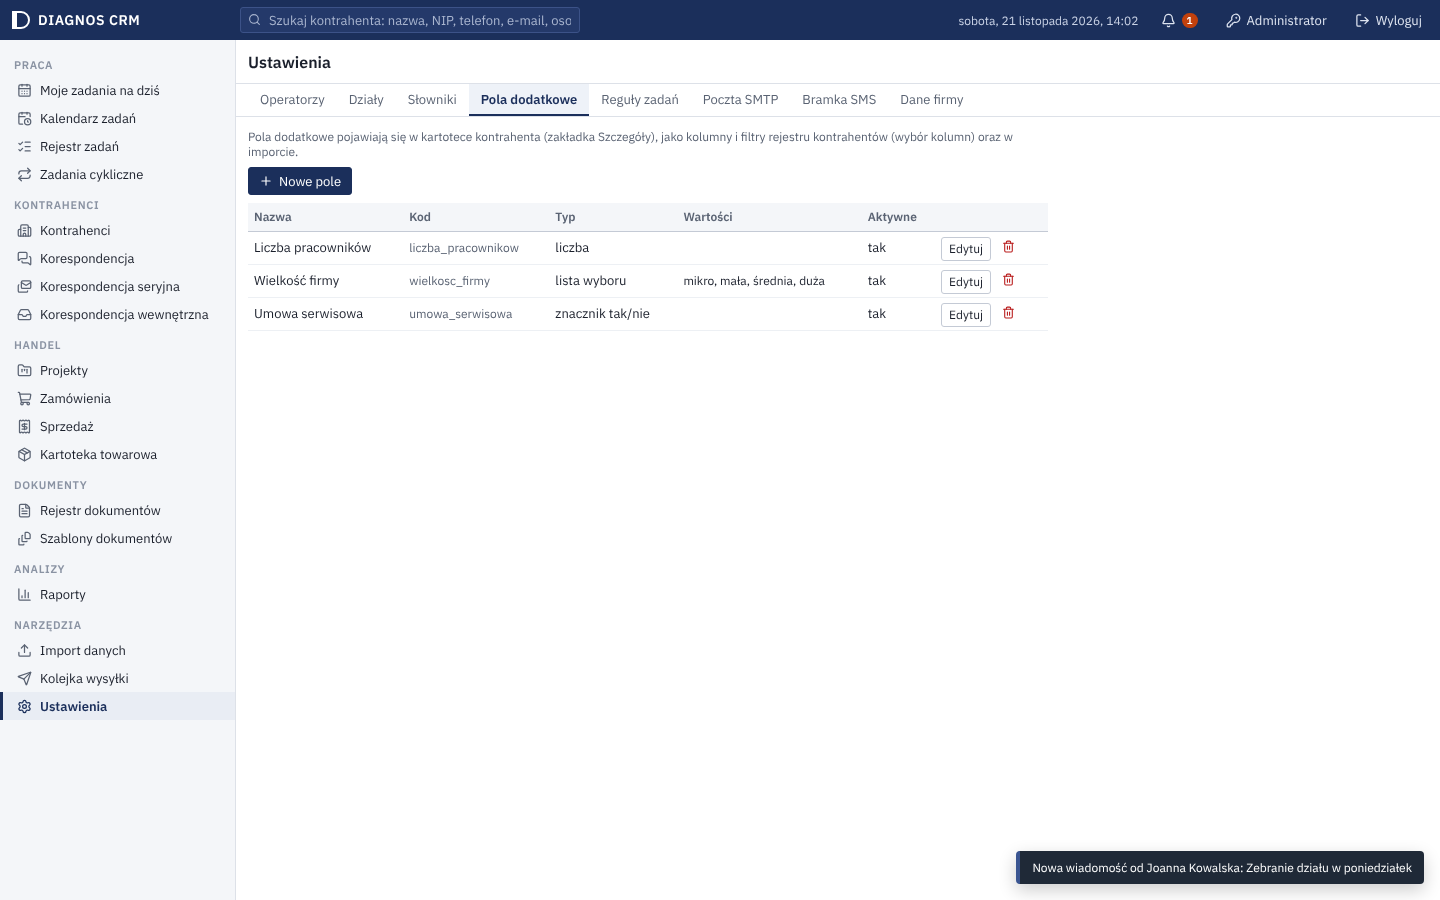 DIAGNOS CRM
Szukaj kontrahenta: nazwa, NIP, telefon, e-mail, oso
sobota, 21 listopada 2026, 14:02
1
Administrator
Wyloguj
PRACA
Moje zadania na dziś
Kalendarz zadań
Rejestr zadań
Zadania cykliczne
KONTRAHENCI
Kontrahenci
Korespondencja
Korespondencja seryjna
Korespondencja wewnętrzna
HANDEL
Projekty
Zamówienia
Sprzedaż
Kartoteka towarowa
DOKUMENTY
Rejestr dokumentów
Szablony dokumentów
ANALIZY
Raporty
NARZĘDZIA
Import danych
Kolejka wysyłki
Ustawienia
Ustawienia
Operatorzy Działy Słowniki Pola dodatkowe Reguły zadań Poczta SMTP Bramka SMS Dane firmy
Pola dodatkowe pojawiają się w kartotece kontrahenta (zakładka Szczegóły), jako kolumny i filtry rejestru kontrahentów (wybór kolumn) oraz w
imporcie.
Nowe pole
Nazwa Kod Typ Wartości Aktywne
Liczba pracowników liczba_pracownikow liczba tak Edytuj
Wielkość firmy wielkosc_firmy lista wyboru mikro, mała, średnia, duża tak Edytuj
Umowa serwisowa umowa_serwisowa znacznik tak/nie tak Edytuj
Nowa wiadomość od Joanna Kowalska: Zebranie działu w poniedziałek